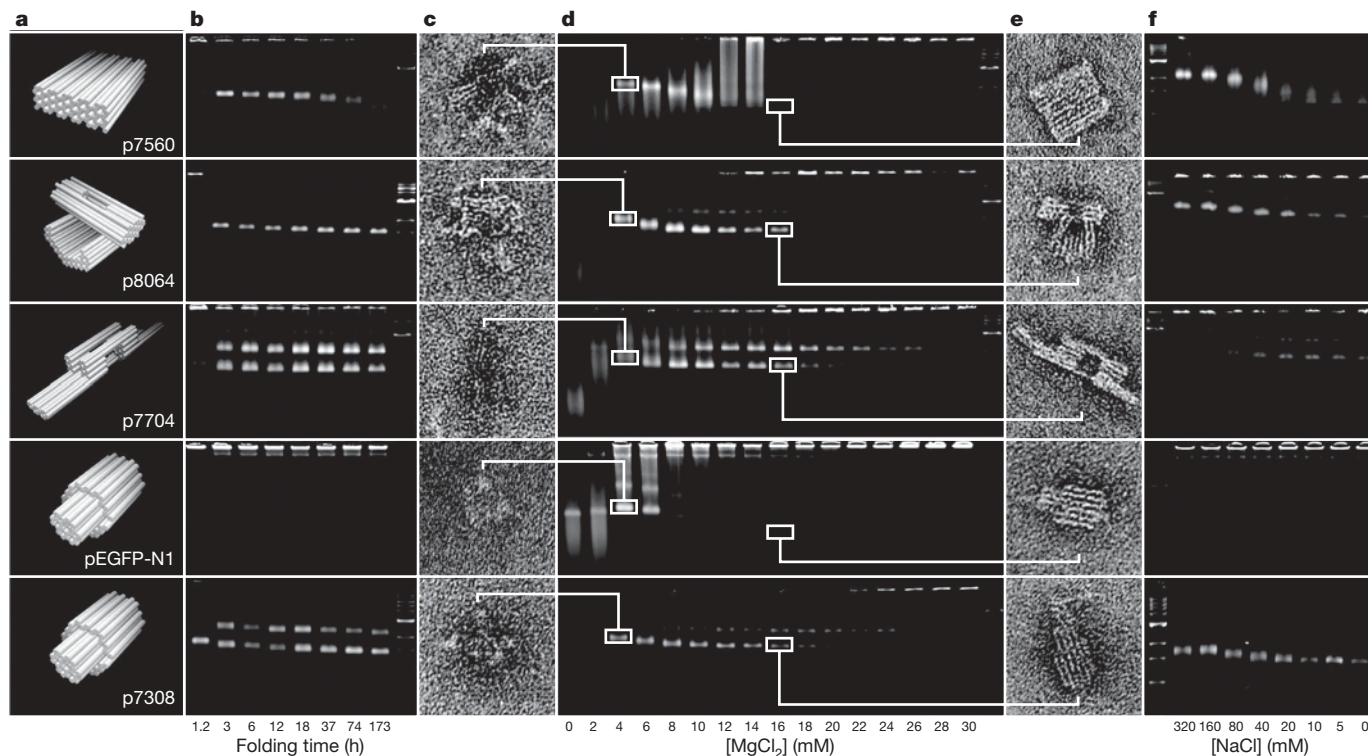 a b c d e f
p7560
p8064
p7704
pEGFP-N1
p7308
1.2 3 6 12 18 37 74 173
Folding time (h)
0 2 4 6 8 10 12 14 16 18 20 22 24 26 28 30
[MgCl2] (mM)
320 160 80 40 20 10 5 0
[NaCl] (mM)